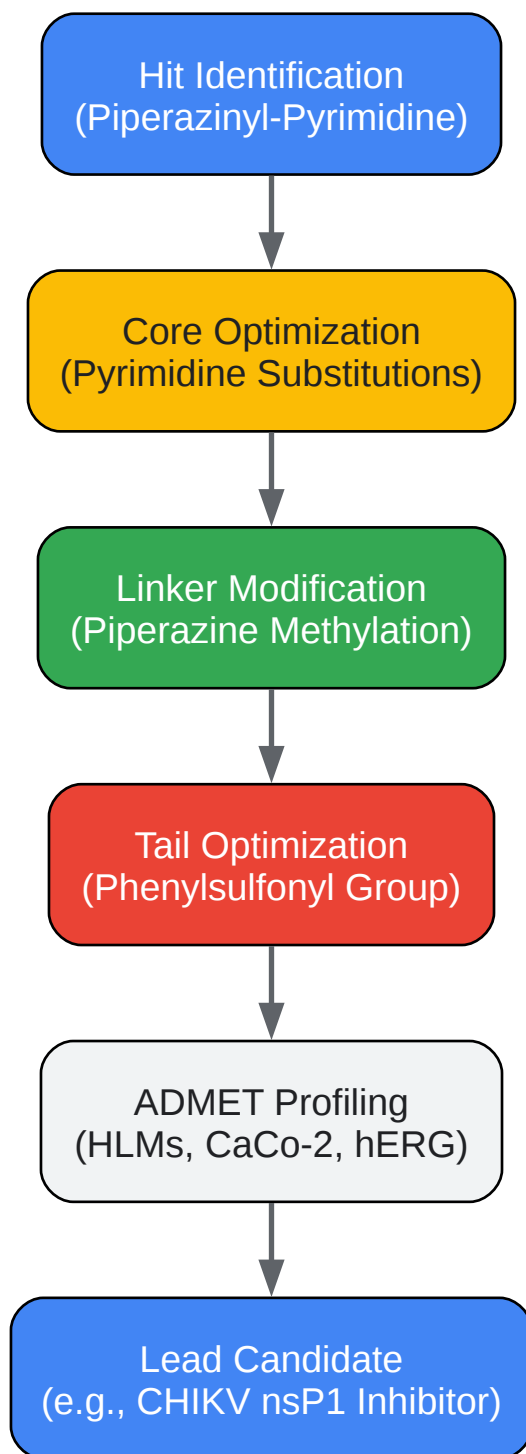 Hit Identification
(Piperazinyl-Pyrimidine)
Core Optimization
(Pyrimidine Substitutions)
Linker Modification
(Piperazine Methylation)
Tail Optimization
(Phenylsulfonyl Group)
ADMET Profiling
(HLMs, CaCo-2, hERG)
Lead Candidate
(e.g., CHIKV nsP1 Inhibitor)